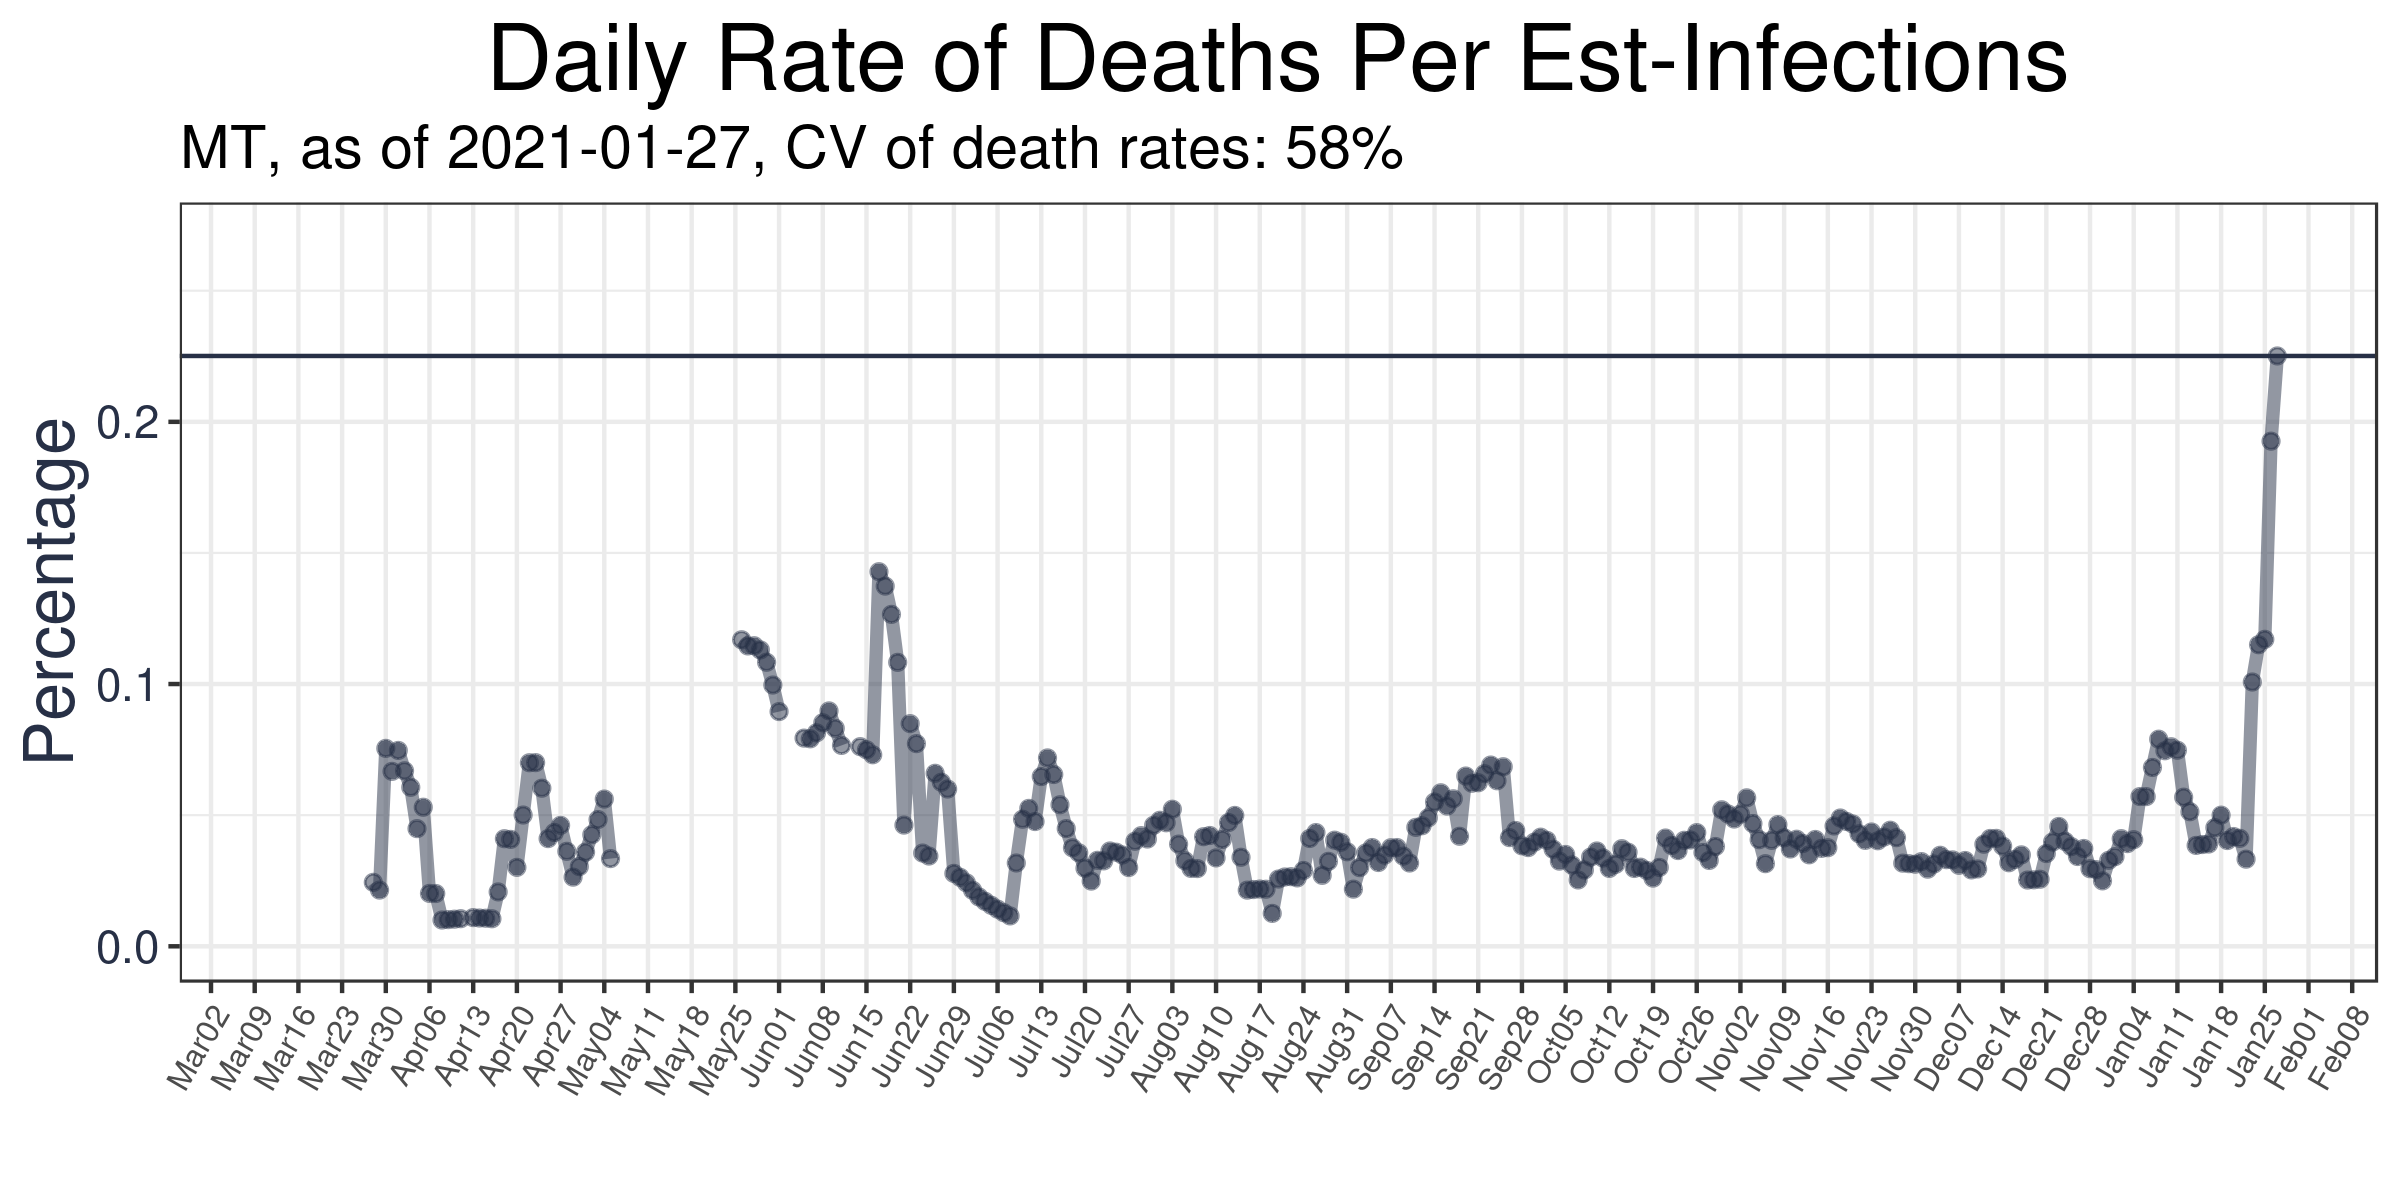 Daily Rate of Deaths Per Est-Infections
MT, as of 2021-01-27, CV of death rates: 58%
Percentage
0.2
0.1
0.0
Mar02
Mar09
Mar16
Mar23
Mar30
Apr06
Apr13
Apr20
Apr27
May04
May11
May18
May25
Jun01
Jun08
Jun15
Jun22
Jun29
Jul06
Jul13
Jul20
Jul27
Aug03
Aug10
Aug17
Aug24
Aug31
Sep07
Sep14
Sep21
Sep28
Oct05
Oct12
Oct19
Oct26
Nov02
Nov09
Nov16
Nov23
Nov30
Dec07
Dec14
Dec21
Dec28
Jan04
Jan11
Jan18
Jan25
Feb01
Feb08